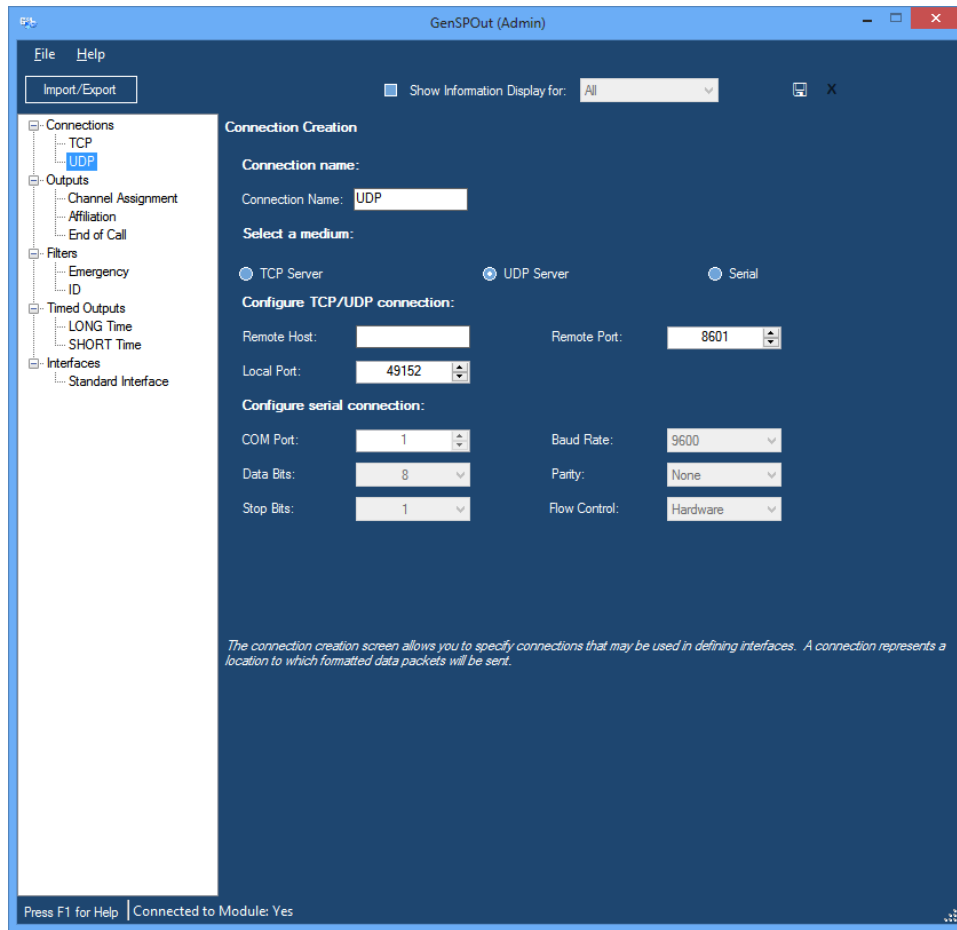 GenSPOut (Admin)
File Help
Import/Export
Show Information Display for: All
X
Connections
TCP
UDP
Outputs
Channel Assignment
Affiliation
End of Call
Filters
Emergency
ID
Timed Outputs
LONG Time
SHORT Time
Interfaces
Standard Interface
Connection Creation
Connection name:
Connection Name: UDP
Select a medium:
TCP Server UDP Server Serial
Configure TCP/UDP connection:
Remote Host: Remote Port: 8601
Local Port: 49152
Configure serial connection:
COM Port: 1 Baud Rate: 9600
Data Bits: 8 Parity: None
Stop Bits: 1 Flow Control: Hardware
The connection creation screen allows you to specify connections that may be used in defining interfaces. A connection represents a
location to which formatted data packets will be sent.
Press F1 for Help Connected to Module: Yes